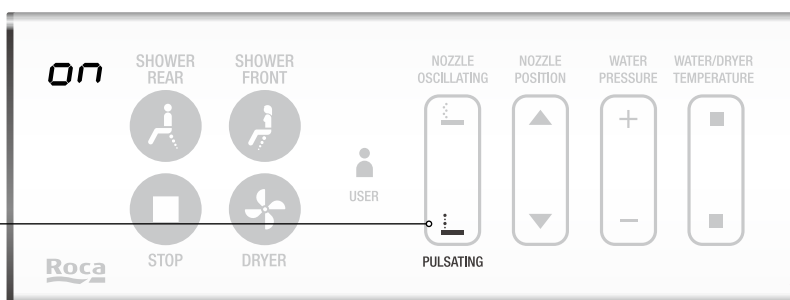 on
SHOWER
REAR
SHOWER
FRONT
NOZZLE
OSCILLATING
NOZZLE
POSITION
WATER
PRESSURE
WATER/DRYER
TEMPERATURE
+
USER
−
STOP
DRYER
PULSATING
Roca